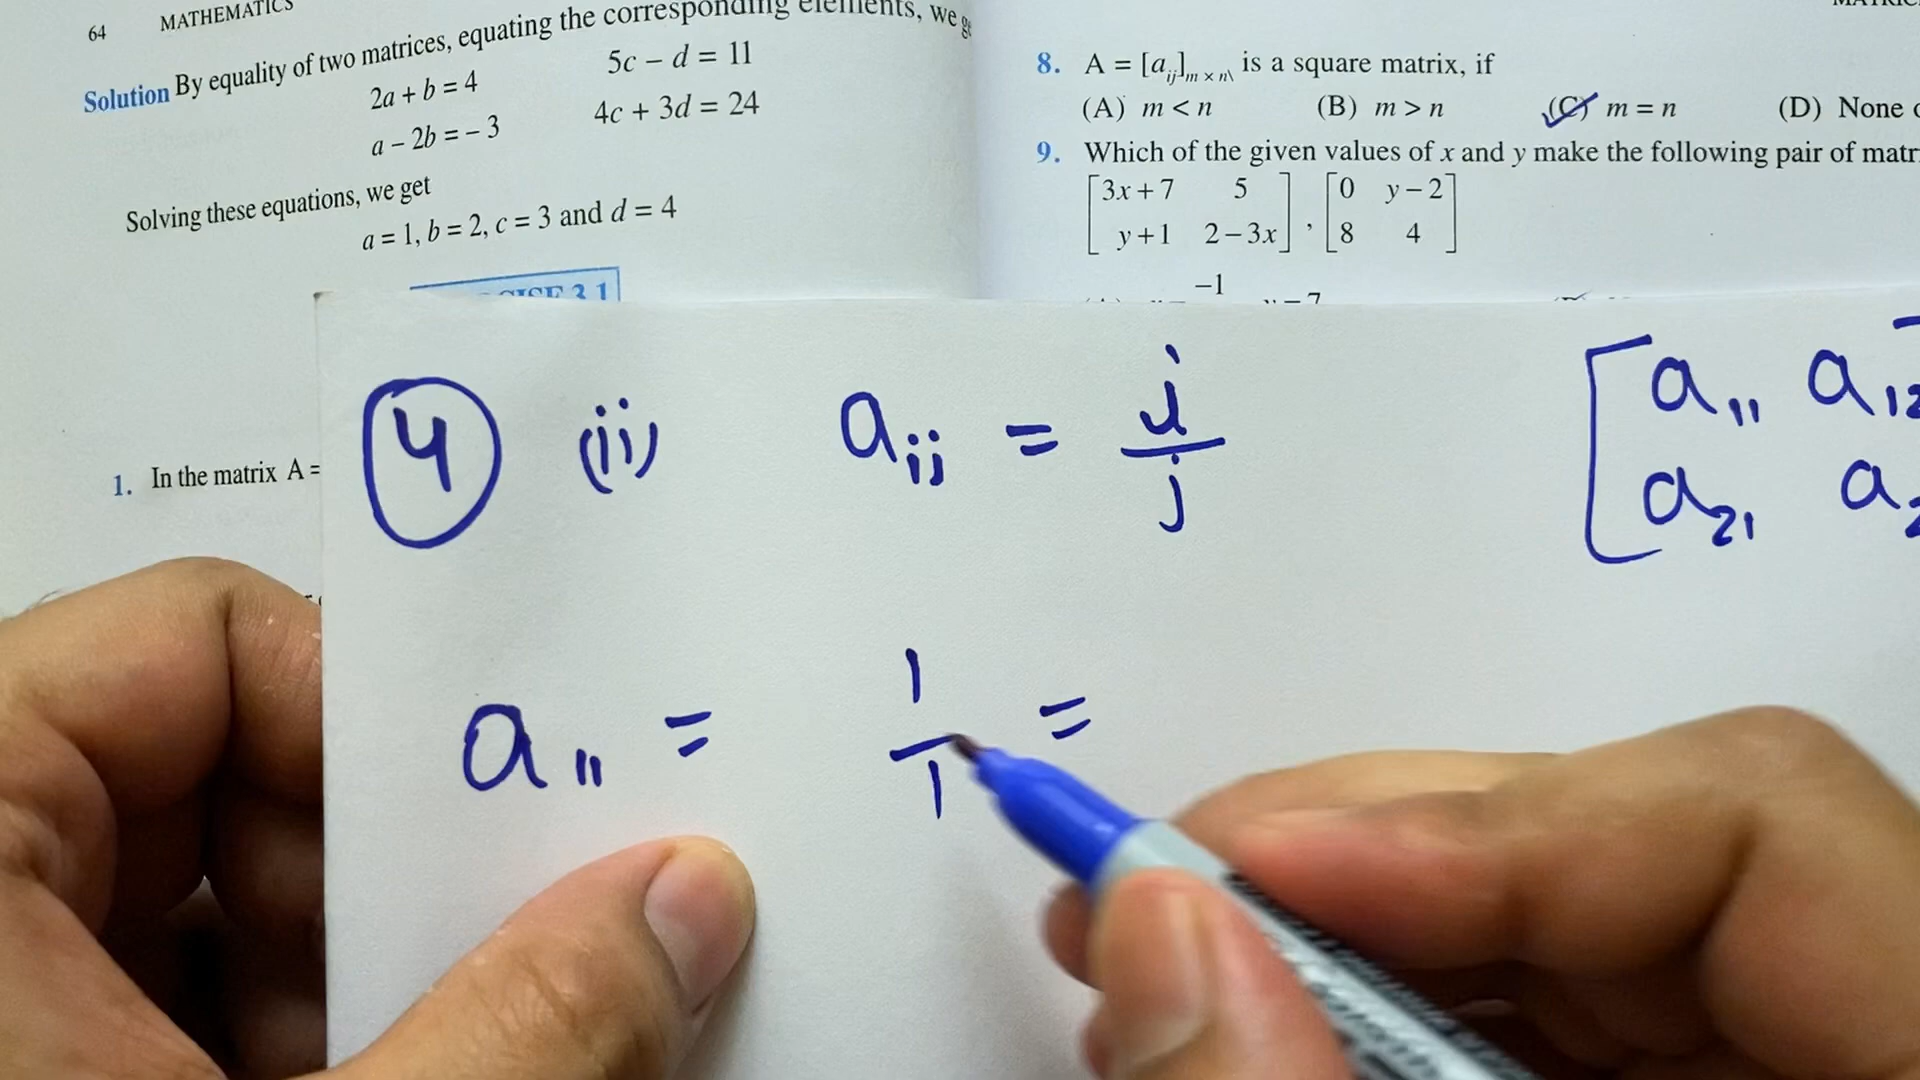 64 MATHEMATICS
Solution By equality of two matrices, equating the corresponding elements, we
2a + b = 4 5c – d = 11
a – 2b = – 3 4c + 3d = 24
Solving these equations, we get
a = 1, b = 2, c = 3 and d = 4
3.1
1. In the matrix A =
8. A = [aij]m × n\ is a square matrix, if
(A) m < n (B) m > n (C) m = n (D) None
9. Which of the given values of x and y make the following pair of
[3x + 7 5] [0 y – 2]
[y + 1 2 – 3x] , [8 4]
–1
– 7
4 (ii) aij = i/j
a11 = 1/1 =
[a11 a12
a21 a